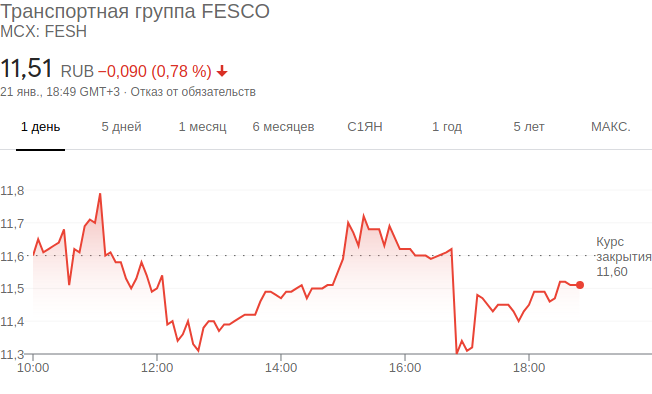 Транспортная группа FESCO
MCX: FESH
11,51 RUB −0,090 (0,78 %)
21 янв., 18:49 GMT+3 · Отказ от обязательств
1 день 5 дней 1 месяц 6 месяцев С1ЯН 1 год 5 лет МАКС.
11,8
11,7
11,6
11,5
11,4
11,3
Курс
закрытия
11,60
10:00 12:00 14:00 16:00 18:00